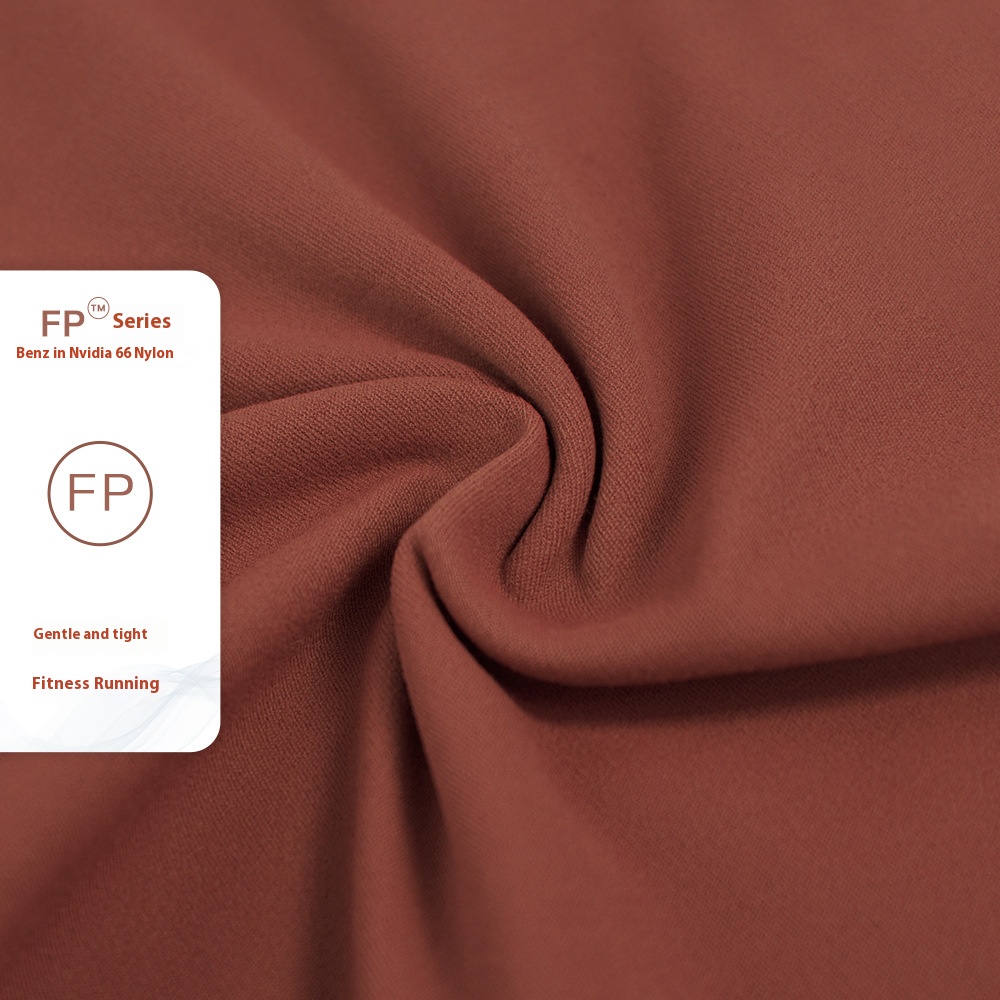 FP™ Series
Benz in Nvidia 66 Nylon
FP
Gentle and tight
Fitness Running